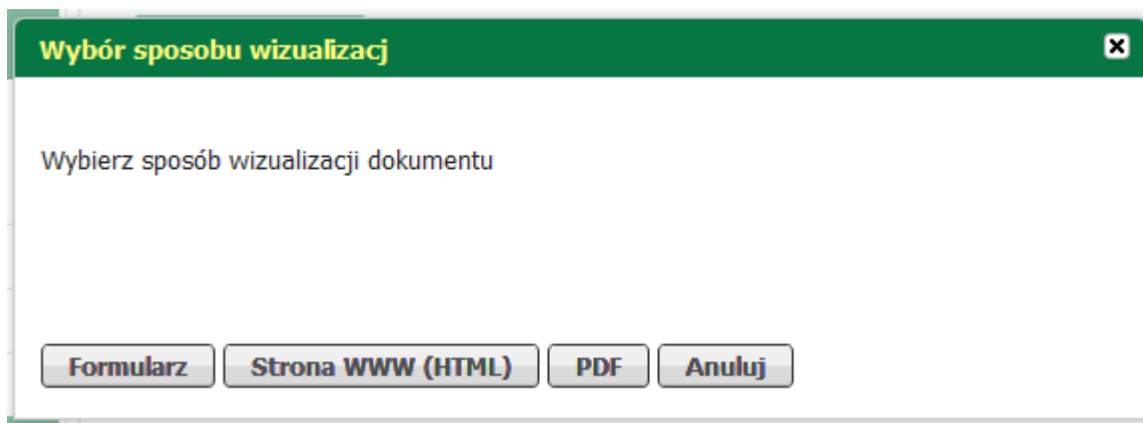 Wybór sposobu wizualizacj
Wybierz sposób wizualizacji dokumentu
Formularz Strona WWW (HTML) PDF Anuluj